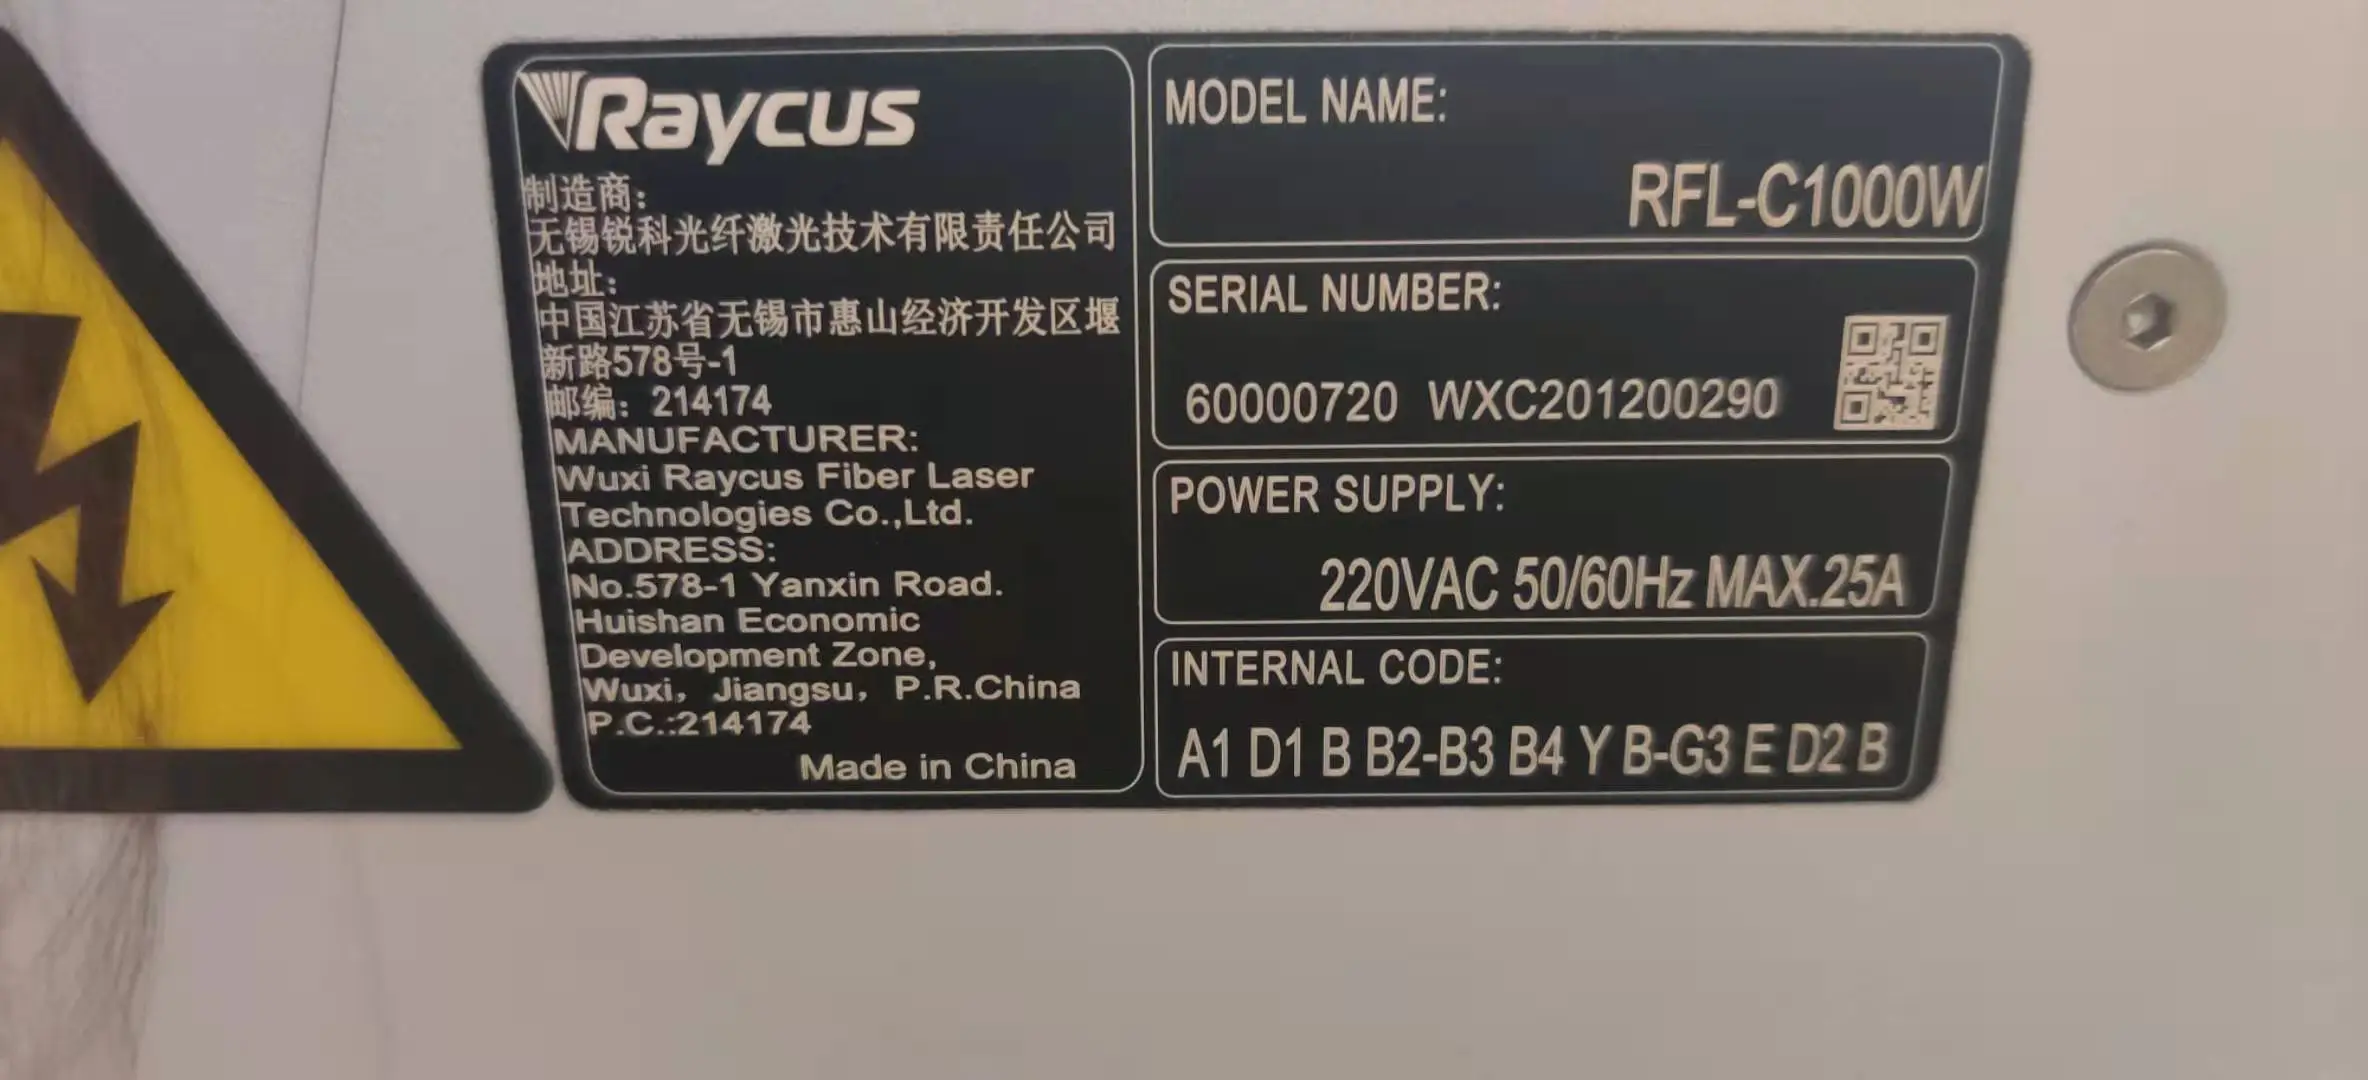 Raycus
制造商：
无锡锐科光纤激光技术有限责任公司
地址：
中国江苏省无锡市惠山经济开发区堰
新路578号-1
邮编：214174
MANUFACTURER:
Wuxi Raycus Fiber Laser
Technologies Co.,Ltd.
ADDRESS:
No.578-1 Yanxin Road.
Huishan Economic
Development Zone,
Wuxi，Jiangsu，P.R.China
P.C.:214174
Made in China
MODEL NAME:
RFL-C1000W
SERIAL NUMBER:
60000720 WXC201200290
POWER SUPPLY:
220VAC 50/60Hz MAX.25A
INTERNAL CODE:
A1 D1 B B2-B3 B4 Y B-G3 E D2 B